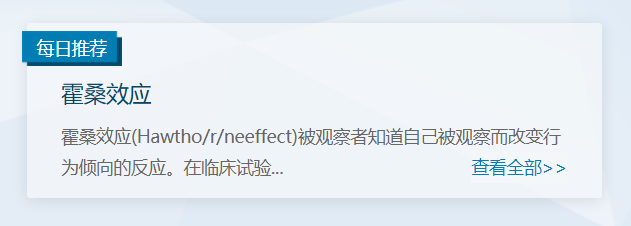 每日推荐
霍桑效应
霍桑效应(Hawtho/r/neeffect)被观察者知道自己被观察而改变行
为倾向的反应。在临床试验...
查看全部>>